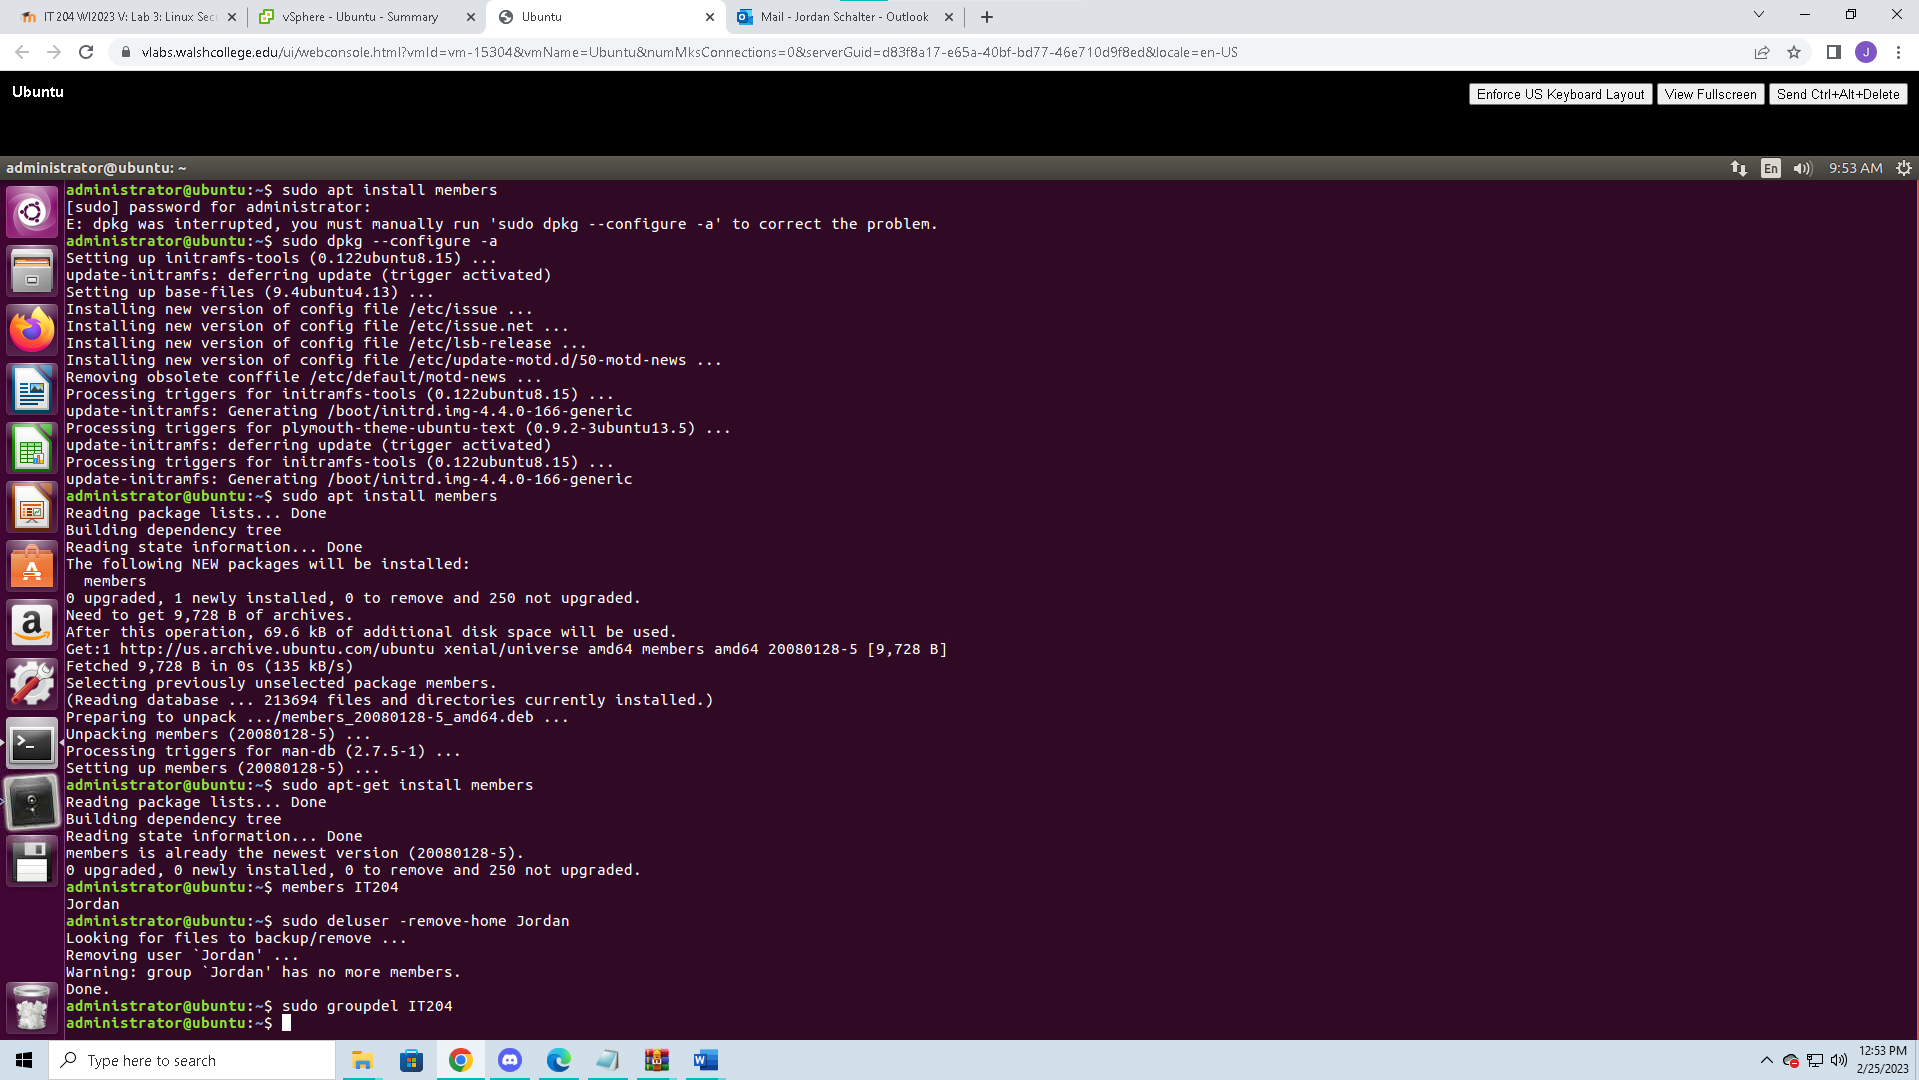 IT 204 WI2023 V: Lab 3: Linux Secu
vSphere - Ubuntu - Summary
Ubuntu
Mail - Jordan Schalter - Outlook
vlabs.walshcollege.edu/ui/webconsole.html?vmId=vm-15304&vmName=Ubuntu&numMksConnections=0&serverGuid=d83f8a17-e65a-40bf-bd77-46e710d9f8ed&locale=en-US
J
Ubuntu
Enforce US Keyboard Layout
View Fullscreen
Send Ctrl+Alt+Delete
administrator@ubuntu: ~
En
9:53 AM
administrator@ubuntu:~$ sudo apt install members
[sudo] password for administrator:
E: dpkg was interrupted, you must manually run 'sudo dpkg --configure -a' to correct the problem.
administrator@ubuntu:~$ sudo dpkg --configure -a
Setting up initramfs-tools (0.122ubuntu8.15) ...
update-initramfs: deferring update (trigger activated)
Setting up base-files (9.4ubuntu4.13) ...
Installing new version of config file /etc/issue ...
Installing new version of config file /etc/issue.net ...
Installing new version of config file /etc/lsb-release ...
Installing new version of config file /etc/update-motd.d/50-motd-news ...
Removing obsolete conffile /etc/default/motd-news ...
Processing triggers for initramfs-tools (0.122ubuntu8.15) ...
update-initramfs: Generating /boot/initrd.img-4.4.0-166-generic
Processing triggers for plymouth-theme-ubuntu-text (0.9.2-3ubuntu13.5) ...
update-initramfs: deferring update (trigger activated)
Processing triggers for initramfs-tools (0.122ubuntu8.15) ...
update-initramfs: Generating /boot/initrd.img-4.4.0-166-generic
administrator@ubuntu:~$ sudo apt install members
Reading package lists... Done
Building dependency tree
Reading state information... Done
The following NEW packages will be installed:
members
0 upgraded, 1 newly installed, 0 to remove and 250 not upgraded.
Need to get 9,728 B of archives.
After this operation, 69.6 kB of additional disk space will be used.
Get:1 http://us.archive.ubuntu.com/ubuntu xenial/universe amd64 members amd64 20080128-5 [9,728 B]
Fetched 9,728 B in 0s (135 kB/s)
Selecting previously unselected package members.
(Reading database ... 213694 files and directories currently installed.)
Preparing to unpack .../members_20080128-5_amd64.deb ...
Unpacking members (20080128-5) ...
Processing triggers for man-db (2.7.5-1) ...
Setting up members (20080128-5) ...
administrator@ubuntu:~$ sudo apt-get install members
Reading package lists... Done
Building dependency tree
Reading state information... Done
members is already the newest version (20080128-5).
0 upgraded, 0 newly installed, 0 to remove and 250 not upgraded.
administrator@ubuntu:~$ members IT204
Jordan
administrator@ubuntu:~$ sudo deluser -remove-home Jordan
Looking for files to backup/remove ...
Removing user `Jordan' ...
Warning: group `Jordan' has no more members.
Done.
administrator@ubuntu:~$ sudo groupdel IT204
administrator@ubuntu:~$
Type here to search
12:53 PM
2/25/2023